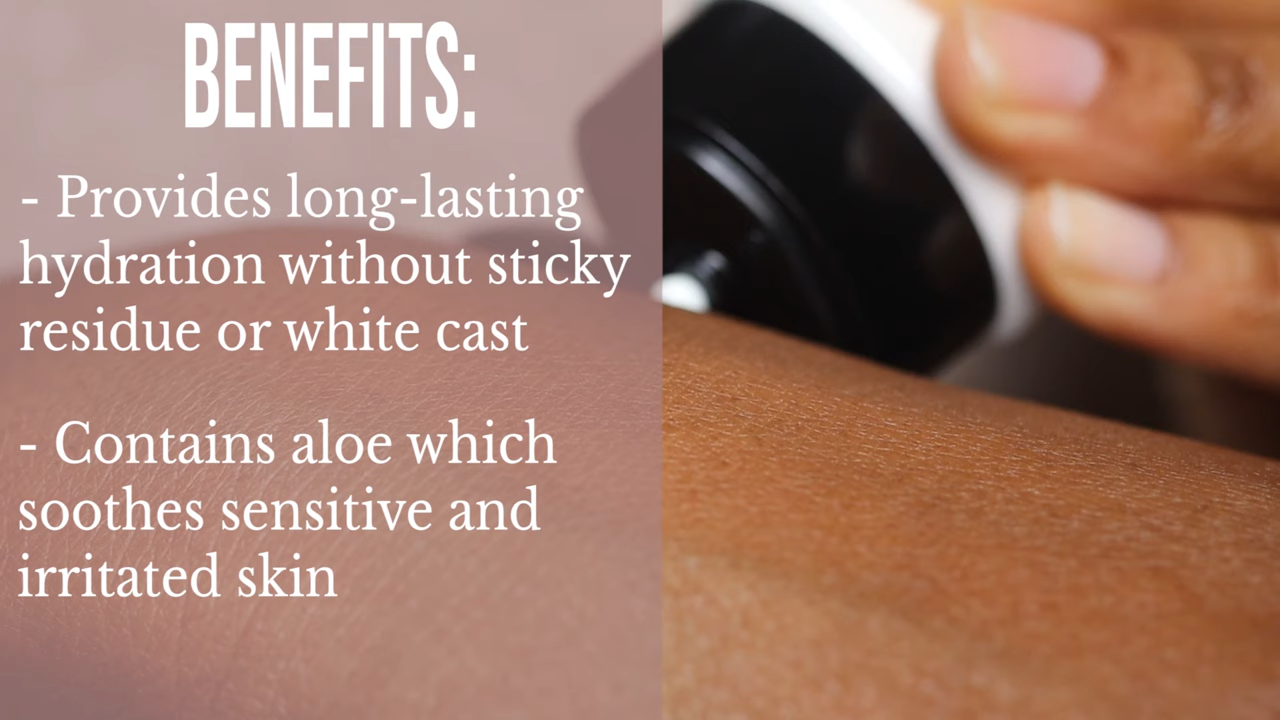 BENEFITS:
- Provides long-lasting
hydration without sticky
residue or white cast
- Contains aloe which
soothes sensitive and
irritated skin